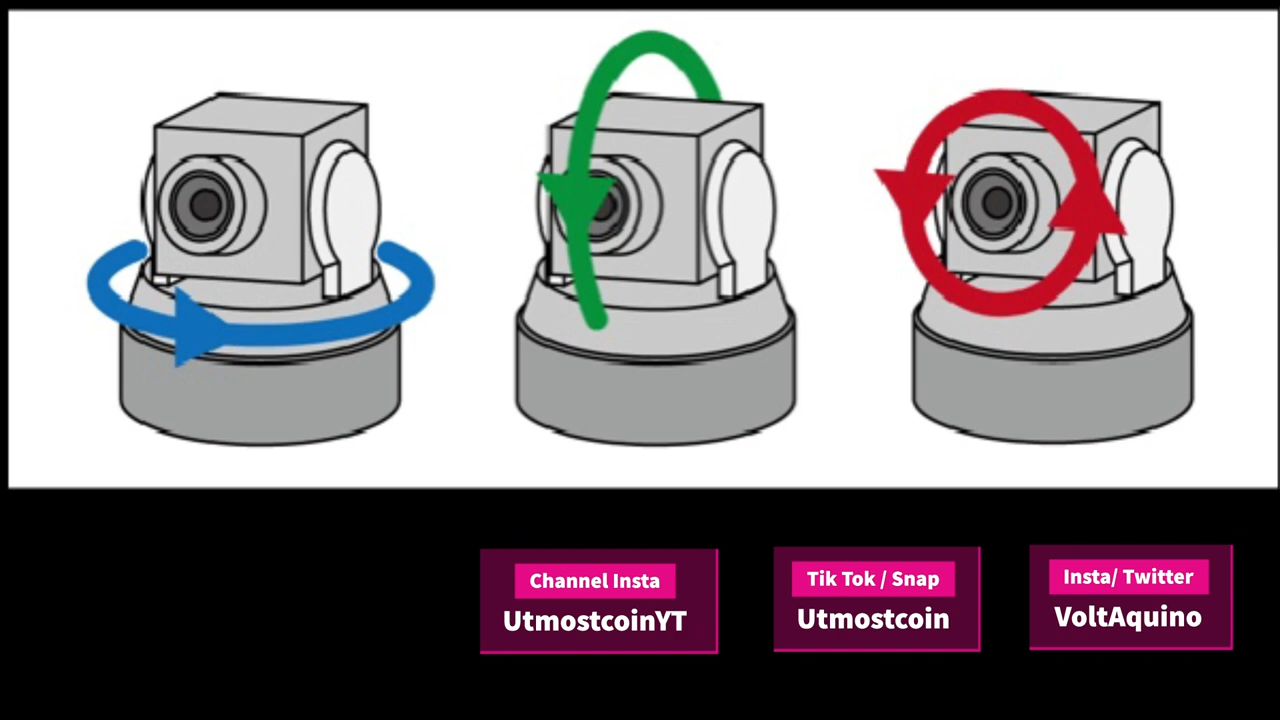 Channel Insta
UtmostcoinYT
Tik Tok / Snap
Utmostcoin
Insta/ Twitter
VoltAquino